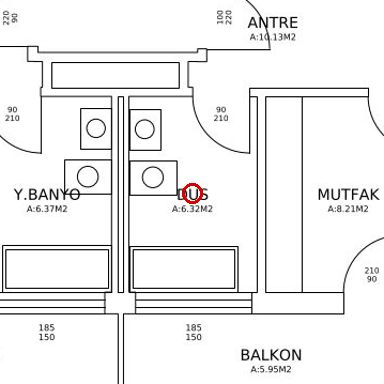 220
90
100
220
ANTRE
A:10.13M2
90
210
90
210
Y.BANYO
A:6.37M2
DUS
A:6.32M2
MUTFAK
A:8.21M2
210
90
185
150
185
150
BALKON
A:5.95M2